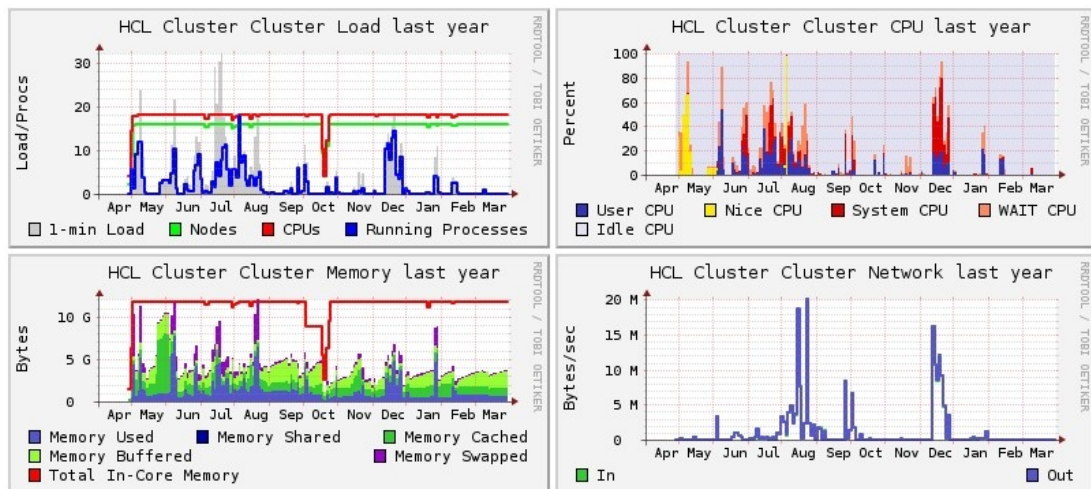 HCL Cluster Cluster Load last year
RRDTOOL / TOBI OETIKER
Load/Procs
30
20
10
0
Apr May Jun Jul Aug Sep Oct Nov Dec Jan Feb Mar
1-min Load Nodes CPUs Running Processes
HCL Cluster Cluster CPU last year
RRDTOOL / TOBI OETIKER
Percent
100
80
60
40
20
0
Apr May Jun Jul Aug Sep Oct Nov Dec Jan Feb Mar
User CPU Nice CPU System CPU WAIT CPU
Idle CPU
HCL Cluster Cluster Memory last year
RRDTOOL / TOBI OETIKER
Bytes
10 G
5 G
0
Apr May Jun Jul Aug Sep Oct Nov Dec Jan Feb Mar
Memory Used Memory Shared Memory Cached
Memory Buffered Memory Swapped
Total In-Core Memory
HCL Cluster Cluster Network last year
RRDTOOL / TOBI OETIKER
Bytes/sec
20 M
15 M
10 M
5 M
0
Apr May Jun Jul Aug Sep Oct Nov Dec Jan Feb Mar
In Out